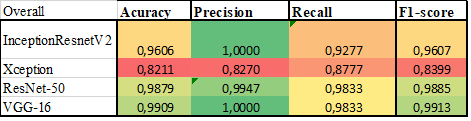 Overall Acuracy Precision Recall F1-score
InceptionResnetV2 0,9606 1,0000 0,9277 0,9607
Xception 0,8211 0,8270 0,8777 0,8399
ResNet-50 0,9879 0,9947 0,9833 0,9885
VGG-16 0,9909 1,0000 0,9833 0,9913